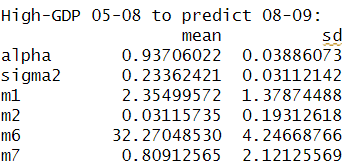 High-GDP 05-08 to predict 08-09:
mean sd
alpha 0.93706022 0.03886073
sigma2 0.23362421 0.03112142
m1 2.35499572 1.37874488
m2 0.03115735 0.19312618
m6 32.27048530 4.24668766
m7 0.80912565 2.12125569